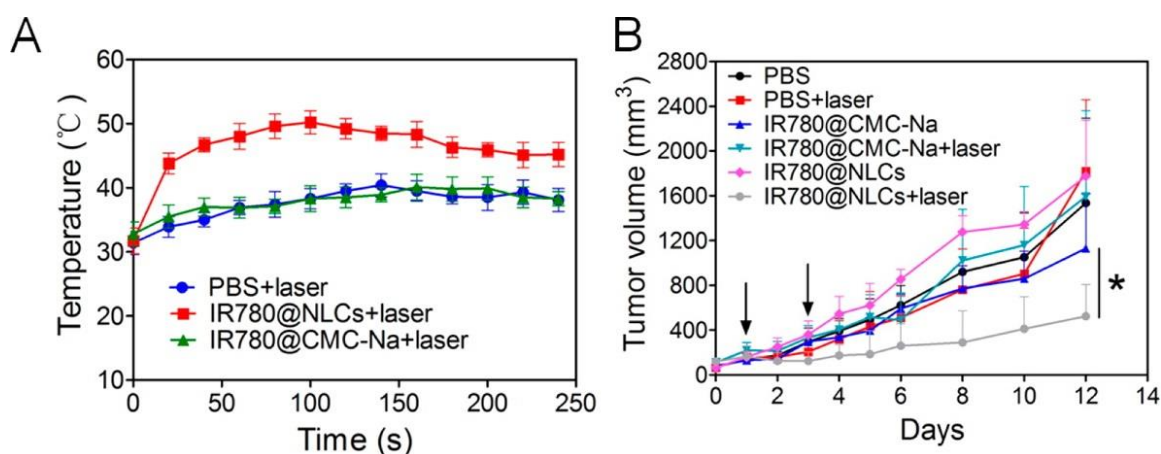 A
Temperature (℃)
60
50
40
30
20
10
PBS+laser
IR780@NLCs+laser
IR780@CMC-Na+laser
0 50 100 150 200 250
Time (s)
B
Tumor volume (mm³)
2800
2400
2000
1600
1200
800
400
0
PBS
PBS+laser
IR780@CMC-Na
IR780@CMC-Na+laser
IR780@NLCs
IR780@NLCs+laser
*
0 2 4 6 8 10 12 14
Days